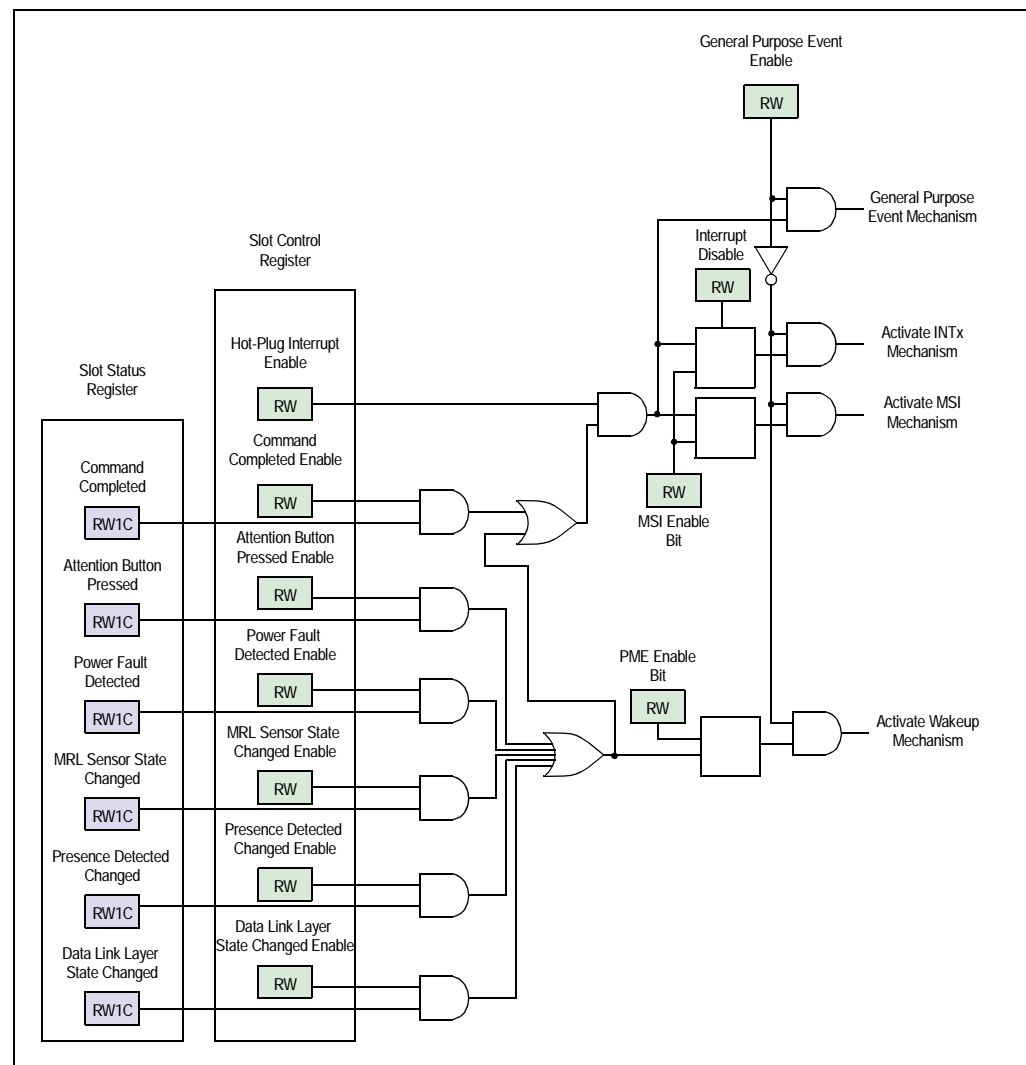 General Purpose Event
Enable
RW
General Purpose
Event Mechanism
Interrupt
Disable
RW
Slot Control
Register
Slot Status
Register
Hot-Plug Interrupt
Enable
RW
Activate INTx
Mechanism
Activate MSI
Mechanism
Command
Completed Enable
RW
RW
MSI Enable
Bit
Command
Completed
RW1C
Attention Button
Pressed Enable
RW
Attention Button
Pressed
RW1C
Power Fault
Detected Enable
RW
PME Enable
Bit
RW
Activate Wakeup
Mechanism
Power Fault
Detected
RW1C
MRL Sensor State
Changed Enable
RW
MRL Sensor State
Changed
RW1C
Presence Detected
Changed Enable
RW
Presence Detected
Changed
RW1C
Data Link Layer
State Changed Enable
RW
Data Link Layer
State Changed
RW1C